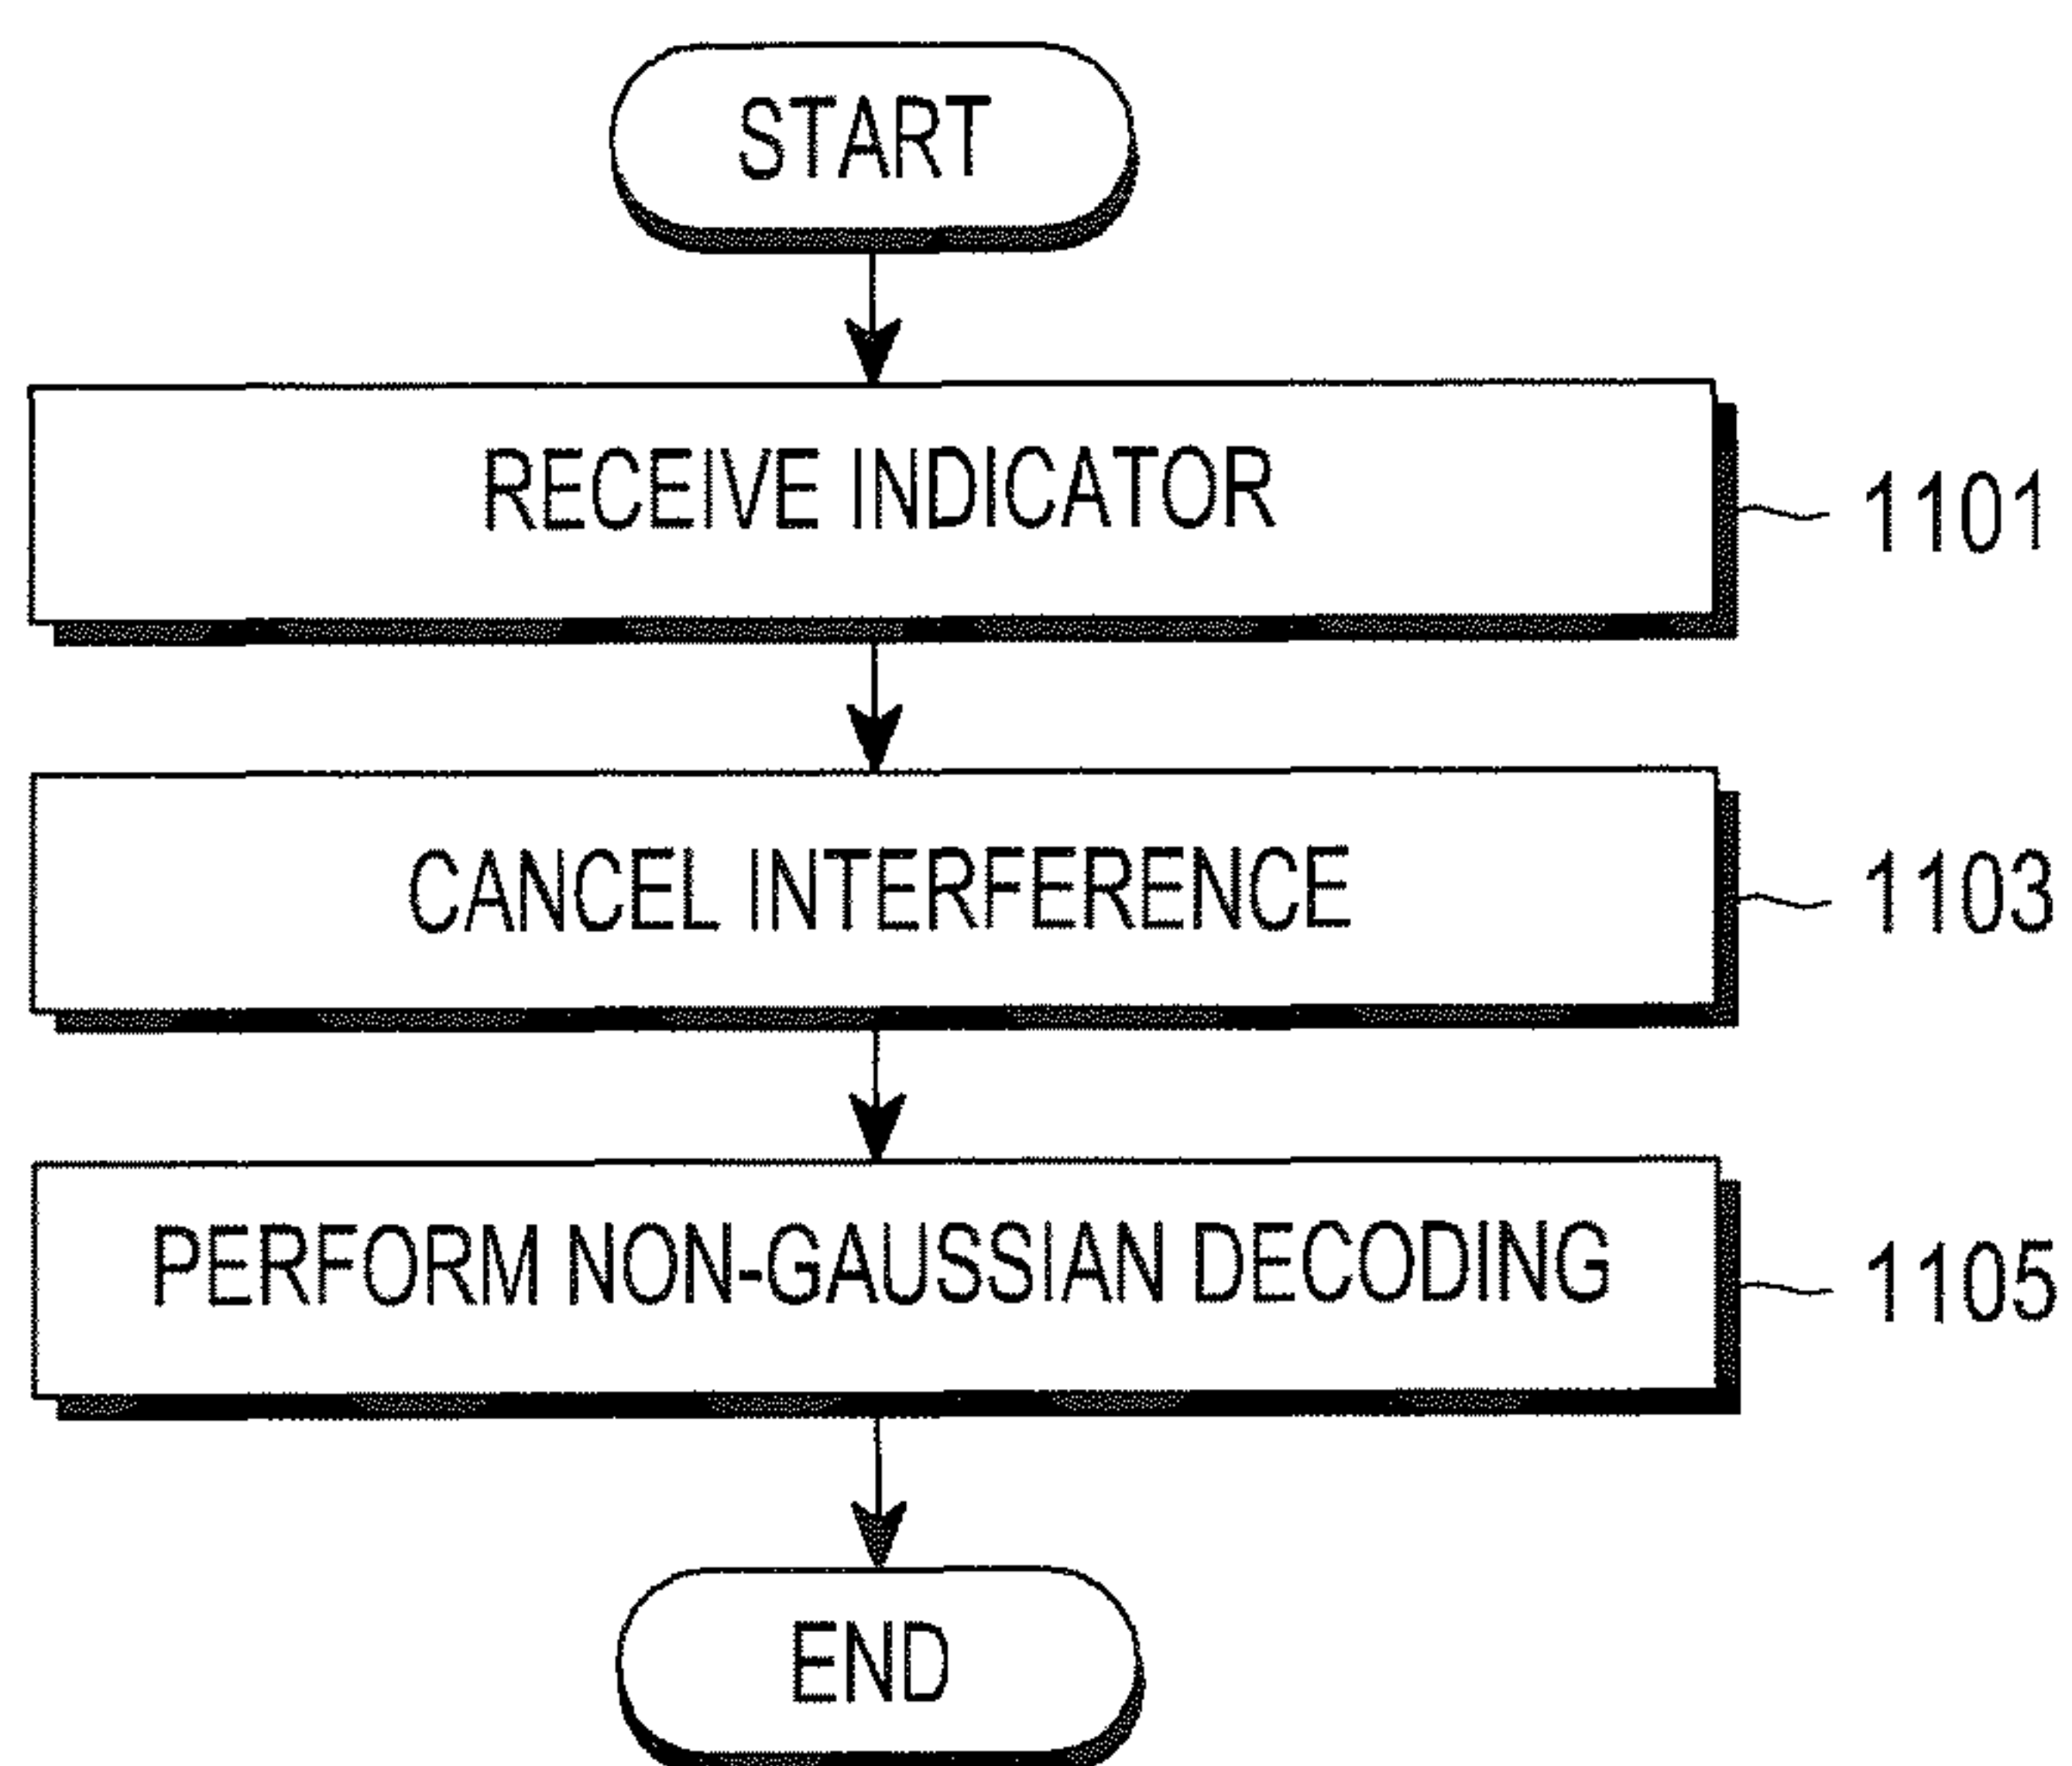 START
RECEIVE INDICATOR
1101
CANCEL INTERFERENCE
1103
PERFORM NON-GAUSSIAN DECODING
1105
END